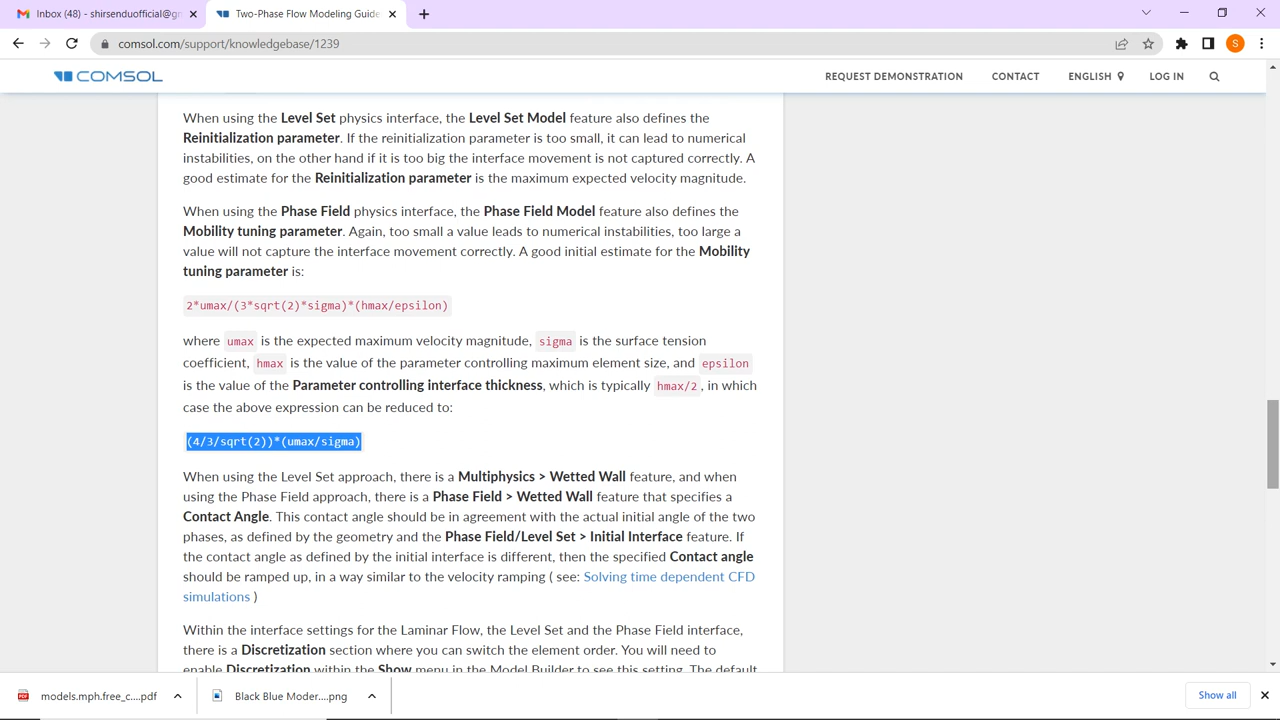 Inbox (48) - shirsenduofficial@gm
Two-Phase Flow Modeling Guide
comsol.com/support/knowledgebase/1239
S
COMSOL
REQUEST DEMONSTRATION
CONTACT
ENGLISH
LOG IN
When using the Level Set physics interface, the Level Set Model feature also defines the
Reinitialization parameter. If the reinitialization parameter is too small, it can lead to numerical
instabilities, on the other hand if it is too big the interface movement is not captured correctly. A
good estimate for the Reinitialization parameter is the maximum expected velocity magnitude.
When using the Phase Field physics interface, the Phase Field Model feature also defines the
Mobility tuning parameter. Again, too small a value leads to numerical instabilities, too large a
value will not capture the interface movement correctly. A good initial estimate for the Mobility
tuning parameter is:
2*umax/(3*sqrt(2)*sigma)*(hmax/epsilon)
where umax is the expected maximum velocity magnitude, sigma is the surface tension
coefficient, hmax is the value of the parameter controlling maximum element size, and epsilon
is the value of the Parameter controlling interface thickness, which is typically hmax/2 , in which
case the above expression can be reduced to:
(4/3/sqrt(2))*(umax/sigma)
When using the Level Set approach, there is a Multiphysics > Wetted Wall feature, and when
using the Phase Field approach, there is a Phase Field > Wetted Wall feature that specifies a
Contact Angle. This contact angle should be in agreement with the actual initial angle of the two
phases, as defined by the geometry and the Phase Field/Level Set > Initial Interface feature. If
the contact angle as defined by the initial interface is different, then the specified Contact angle
should be ramped up, in a way similar to the velocity ramping ( see: Solving time dependent CFD
simulations )
Within the interface settings for the Laminar Flow, the Level Set and the Phase Field interface,
there is a Discretization section where you can switch the element order. You will need to
enable Discretization within the Show menu in the Model Builder to see this setting. The default
models.mph.free_c....pdf
Black Blue Moder....png
Show all